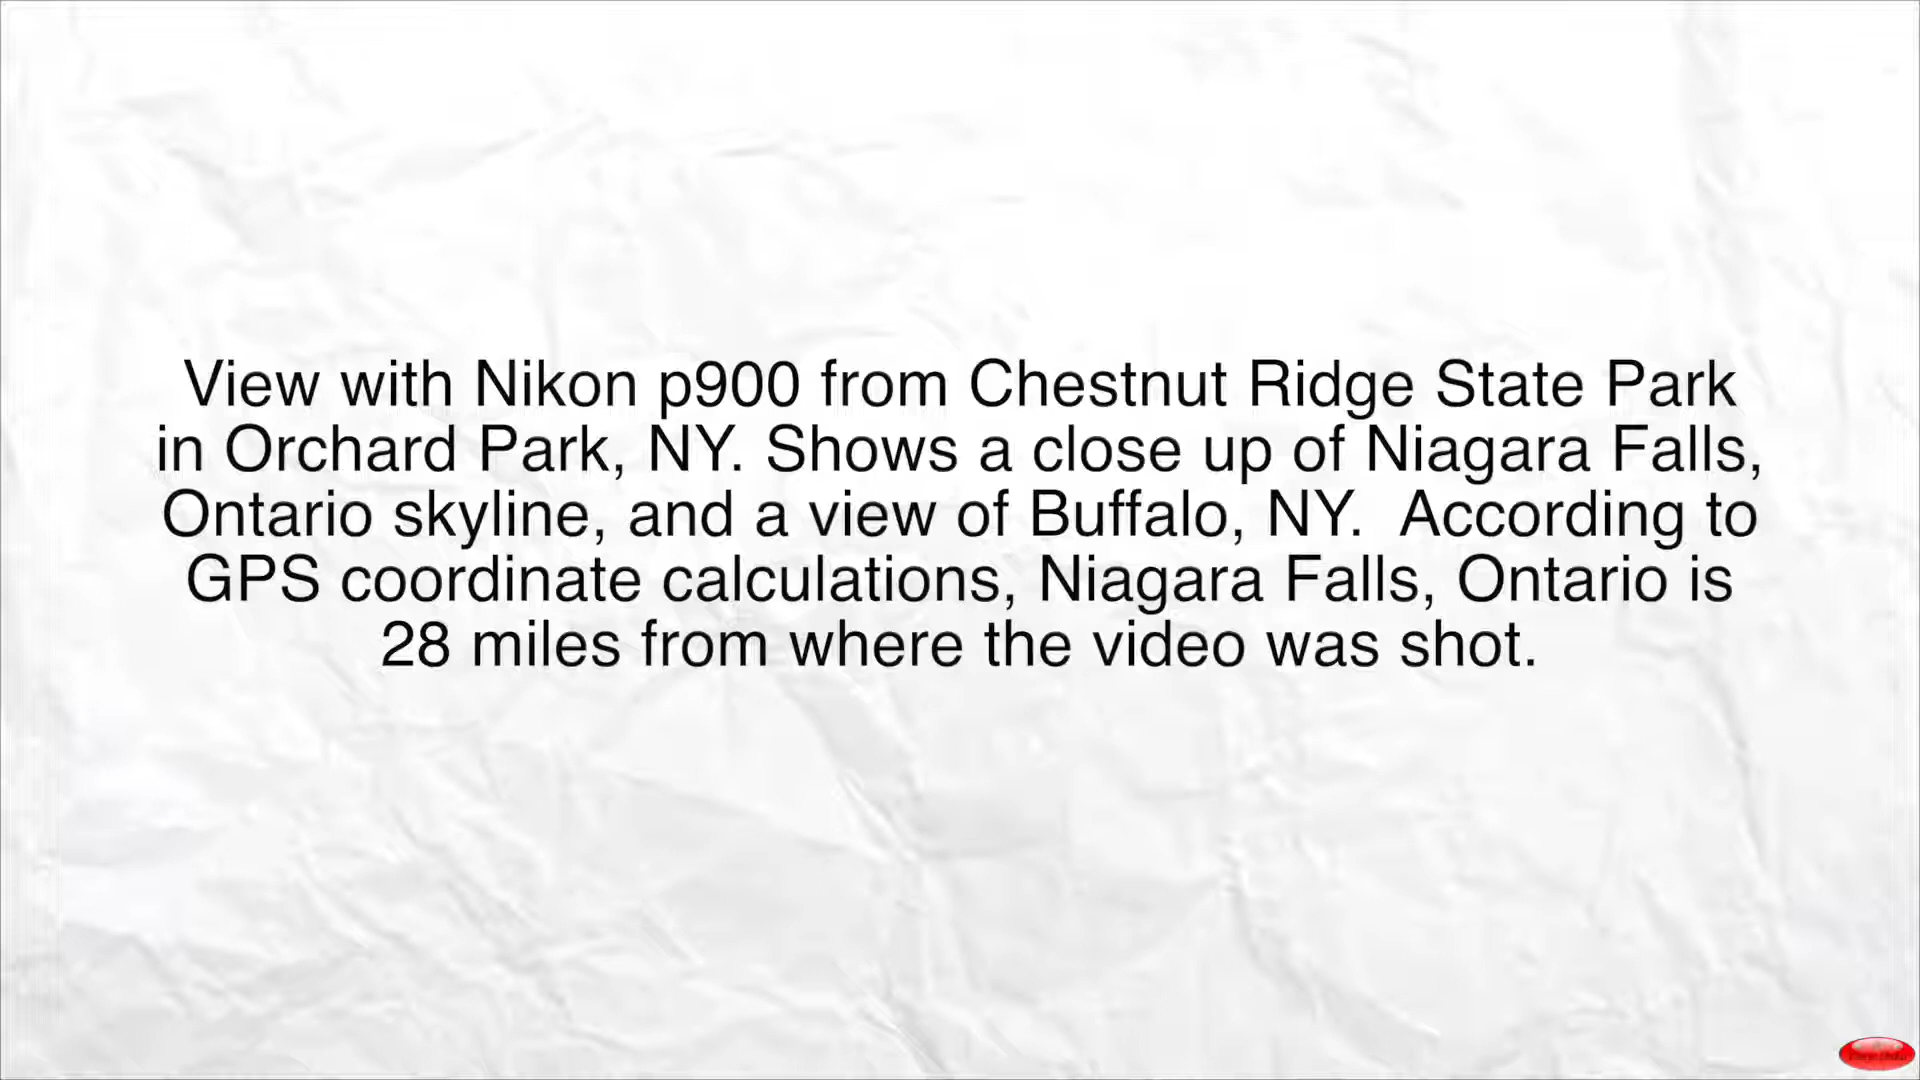 View with Nikon p900 from Chestnut Ridge State Park
in Orchard Park, NY. Shows a close up of Niagara Falls,
Ontario skyline, and a view of Buffalo, NY.  According to
GPS coordinate calculations, Niagara Falls, Ontario is
28 miles from where the video was shot.